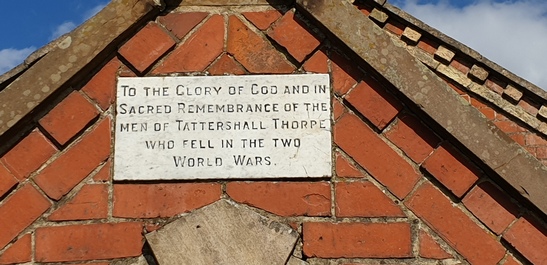 To the Glory of God and in
Sacred Remembrance of the
men of Tattershall Thorpe
who fell in the two
World Wars.